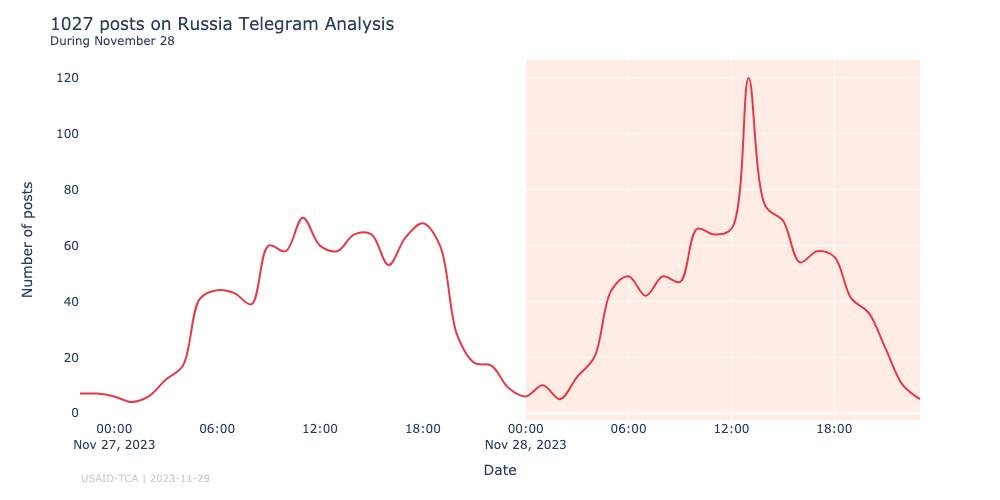 1027 posts on Russia Telegram Analysis
During November 28
120
100
80
60
40
20
0
Number of posts
00:00 06:00 12:00 18:00 00:00 06:00 12:00 18:00
Nov 27, 2023 Nov 28, 2023
Date
USAID-TCA | 2023-11-29